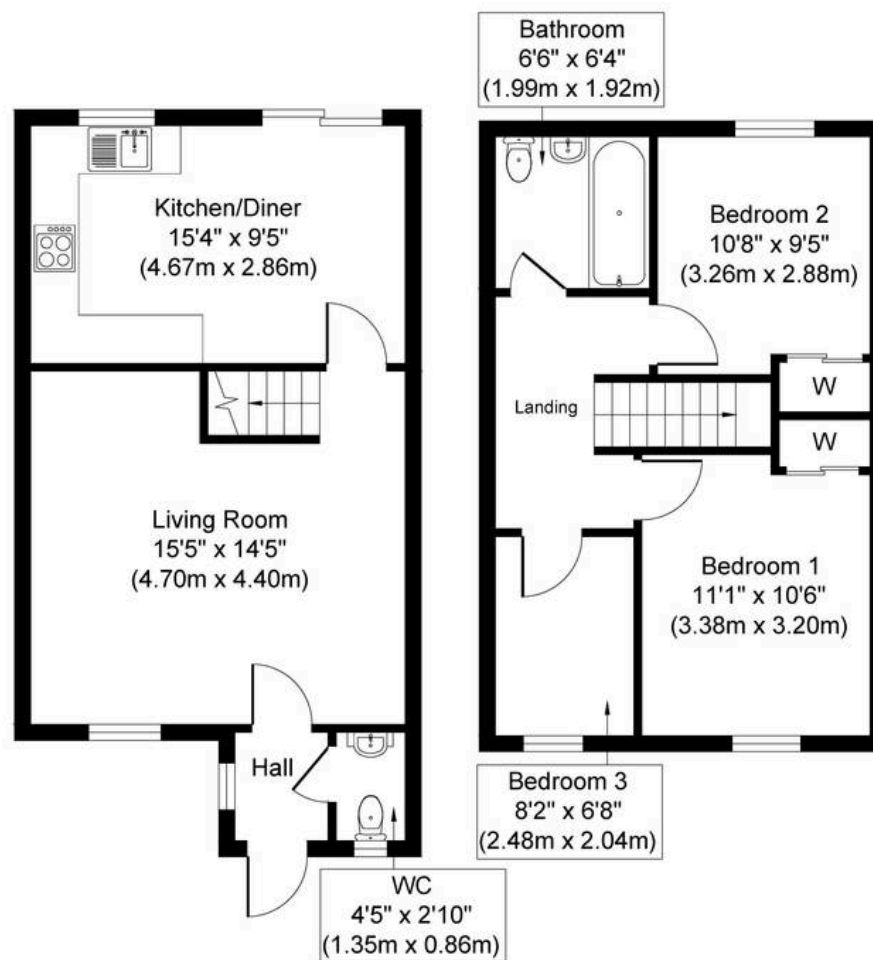 Bathroom
6'6" x 6'4"
(1.99m x 1.92m)
Kitchen/Diner
15'4" x 9'5"
(4.67m x 2.86m)
Bedroom 2
10'8" x 9'5"
(3.26m x 2.88m)
W
W
Landing
Living Room
15'5" x 14'5"
(4.70m x 4.40m)
Bedroom 1
11'1" x 10'6"
(3.38m x 3.20m)
Hall
Bedroom 3
8'2" x 6'8"
(2.48m x 2.04m)
WC
4'5" x 2'10"
(1.35m x 0.86m)